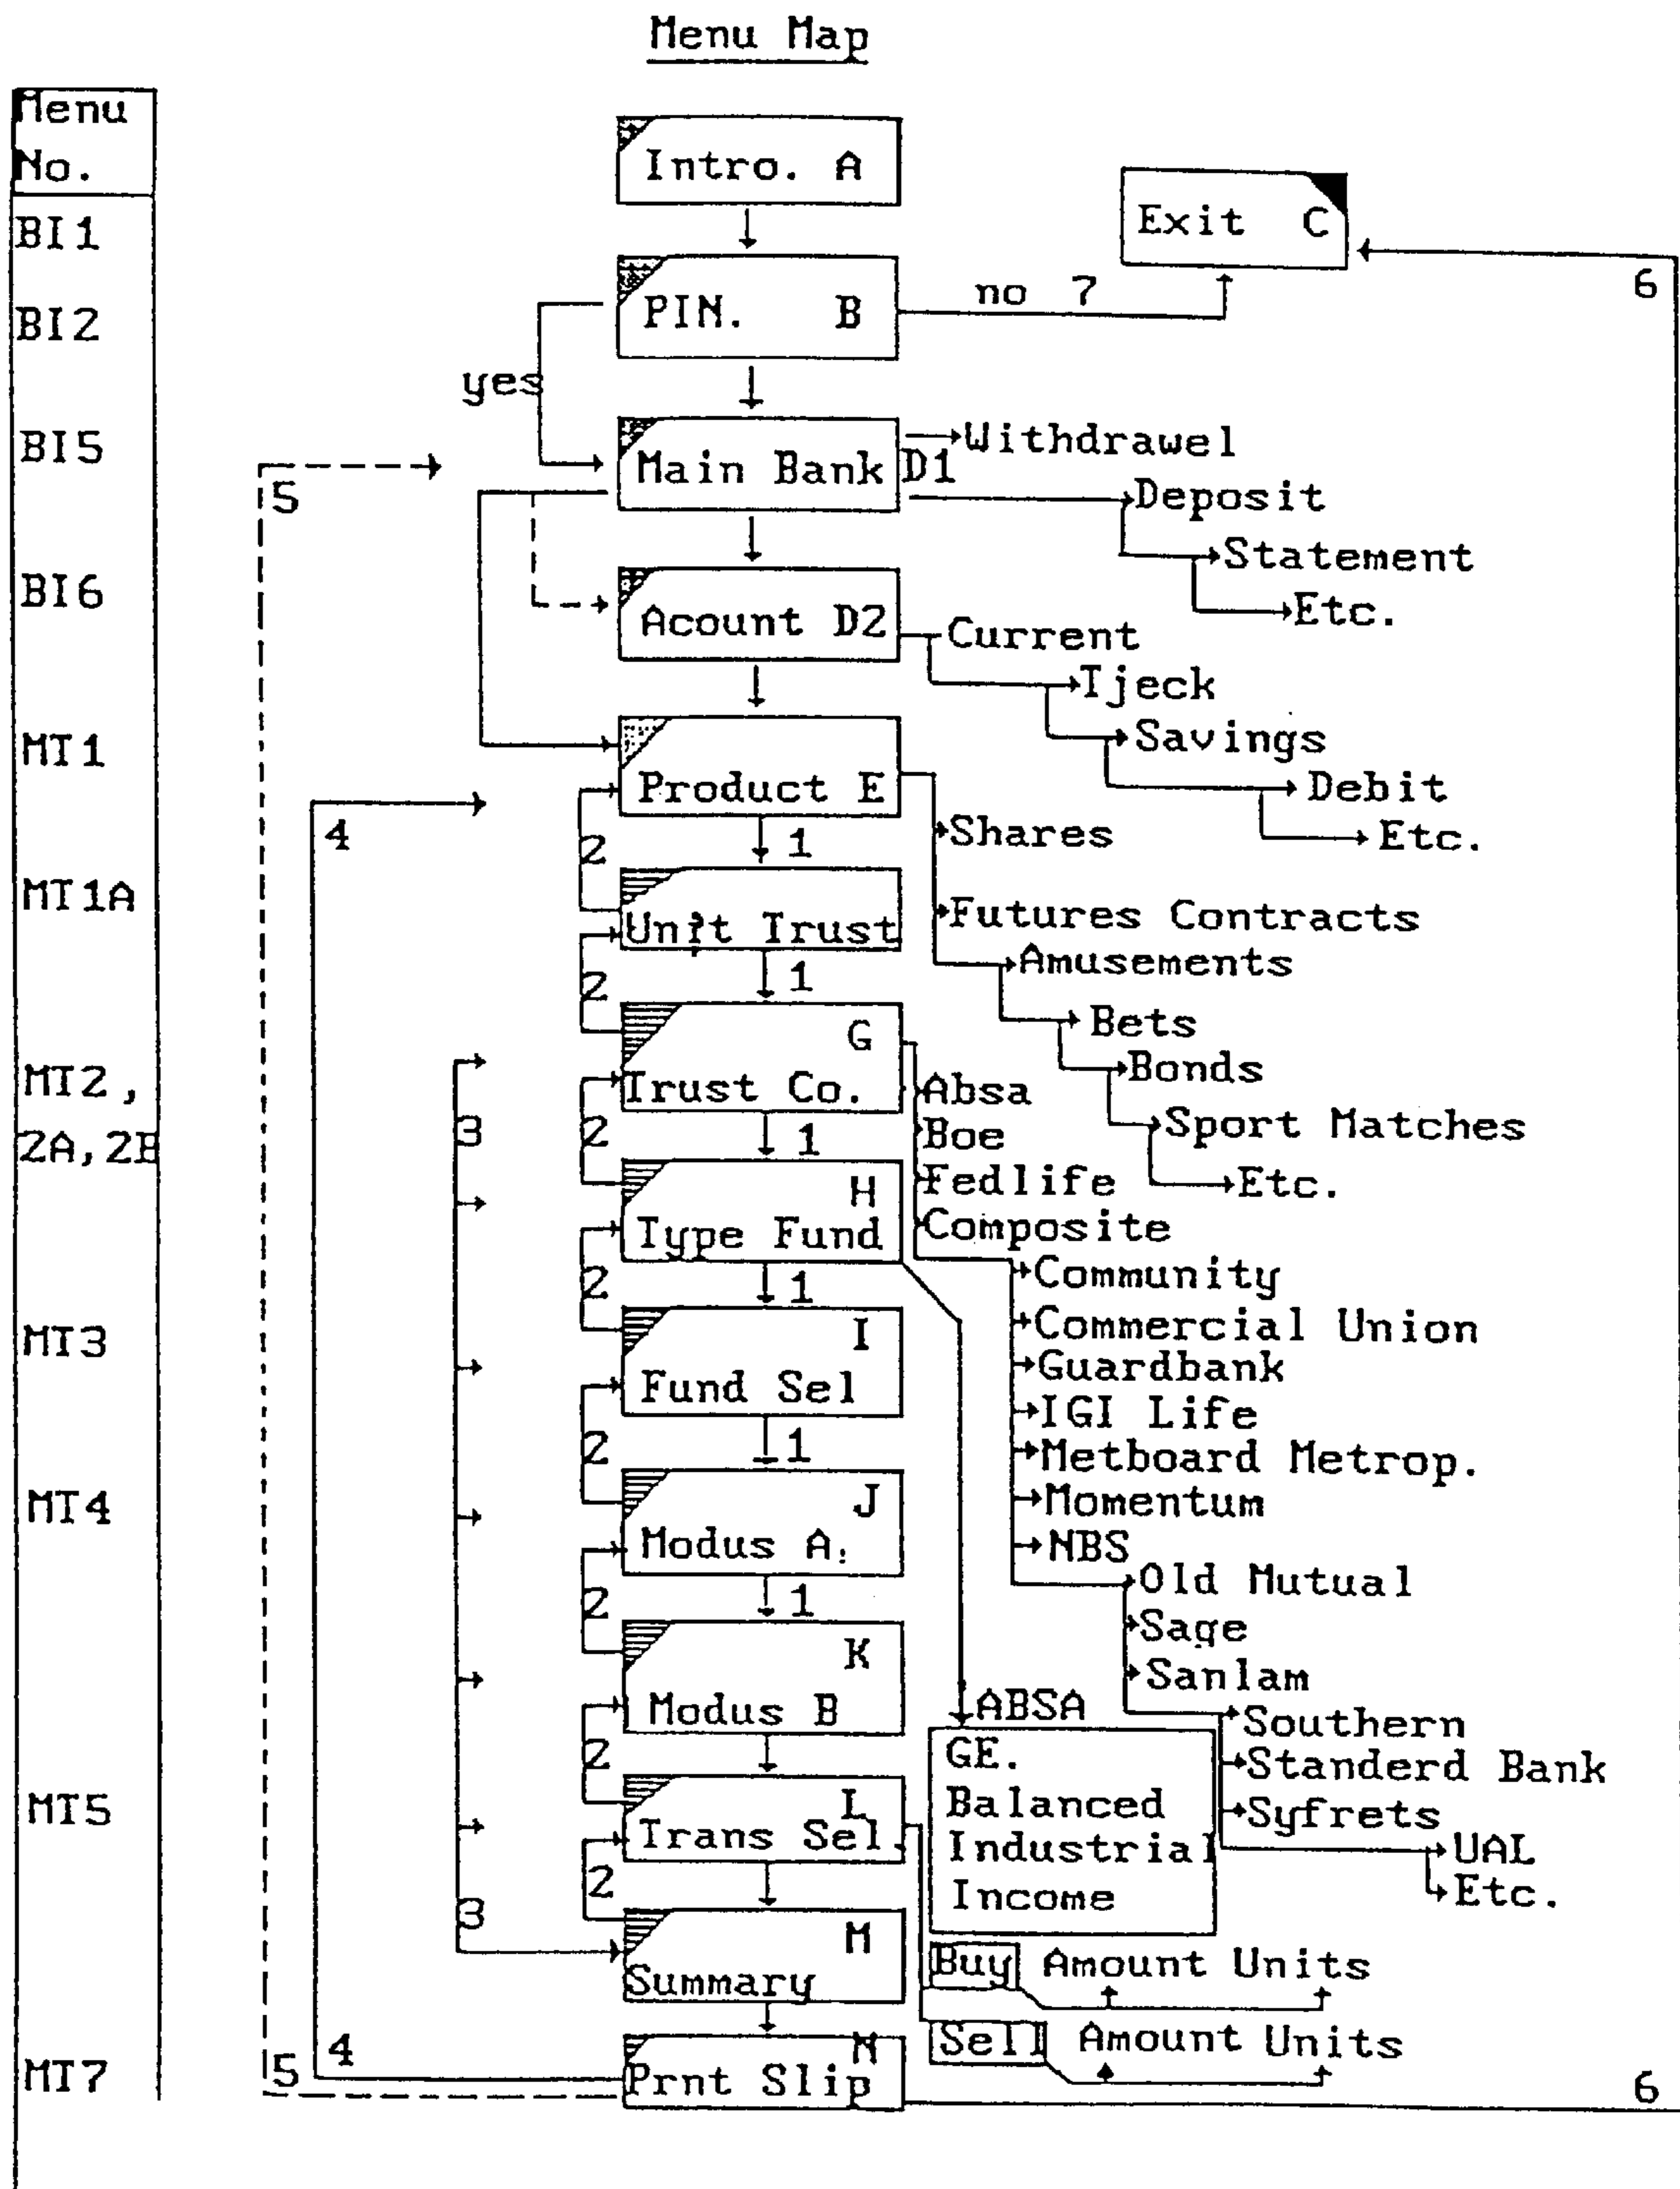 Menu Map
Menu
No.
BI1
BI2
BI5
BI6
MT1
MT1A
MT2,
2A,2B
MT3
MT4
MT5
MT7
Intro. A
Exit C
6
PIN. B
no 7
yes
Main Bank D1
Withdrawel
Deposit
Statement
Etc.
5
Acount D2
Current
Tjeck
Savings
Debit
Etc.
Product E
4
2
1
Shares
Futures Contracts
Amusements
Bets
Bonds
Sport Matches
Etc.
Unit Trust
2
1
G
Trust Co.
3
2
1
Absa
Boe
Fedlife
Composite
Community
Commercial Union
Guardbank
IGI Life
Metboard Metrop.
Momentum
NBS
Old Mutual
Sage
Sanlam
Southern
Standerd Bank
Syfrets
UAL
Etc.
H
Type Fund
2
1
I
Fund Sel
2
1
J
Modus A.
2
1
K
Modus B
2
ABSA
GE.
Balanced
Industrial
Income
L
Trans Sel.
2
3
M
Summary
Buy Amount Units
Sell Amount Units
N
Prnt Slip
4
5
6